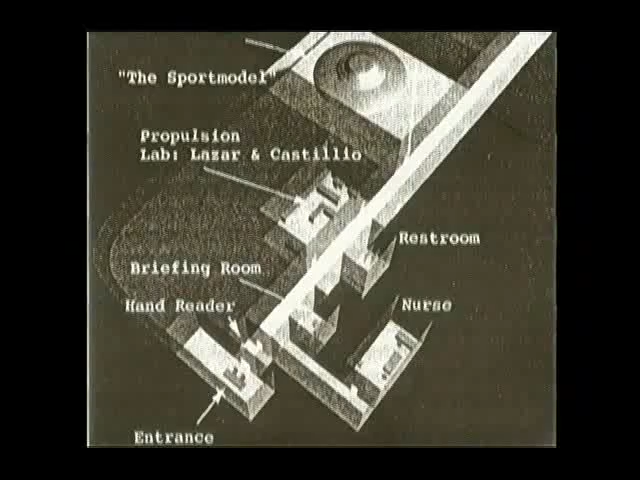 "The Sportmodel"
Propulsion
Lab: Lazar & Castillio
Restroom
Briefing Room
Hand Reader
Nurse
Entrance